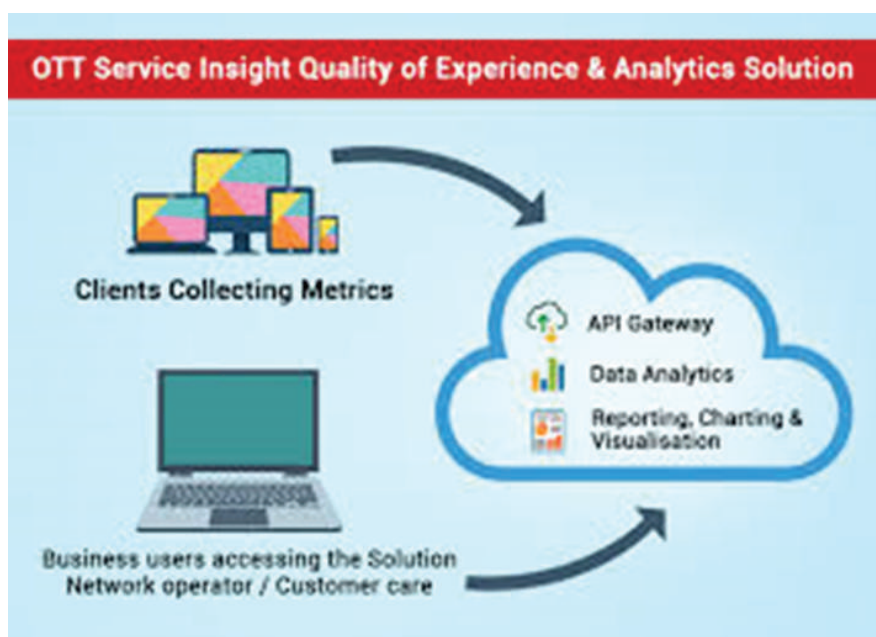 OTT Service Insight Quality of Experience & Analytics Solution
Clients Collecting Metrics
API Gateway
Data Analytics
Reporting, Charting &
Visualisation
Business users accessing the Solution
Network operator / Customer care